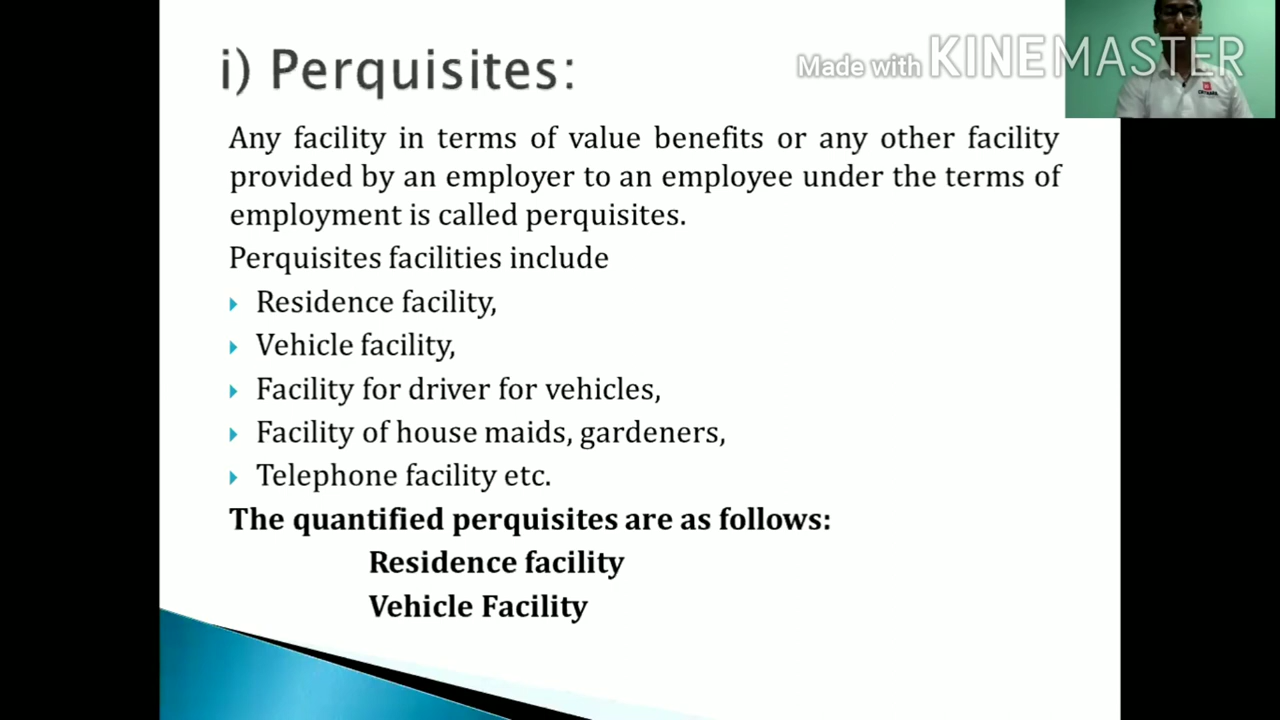 i) Perquisites:
Made with KINEMASTER
Any facility in terms of value benefits or any other facility
provided by an employer to an employee under the terms of
employment is called perquisites.
Perquisites facilities include
Residence facility,
Vehicle facility,
Facility for driver for vehicles,
Facility of house maids, gardeners,
Telephone facility etc.
The quantified perquisites are as follows:
Residence facility
Vehicle Facility